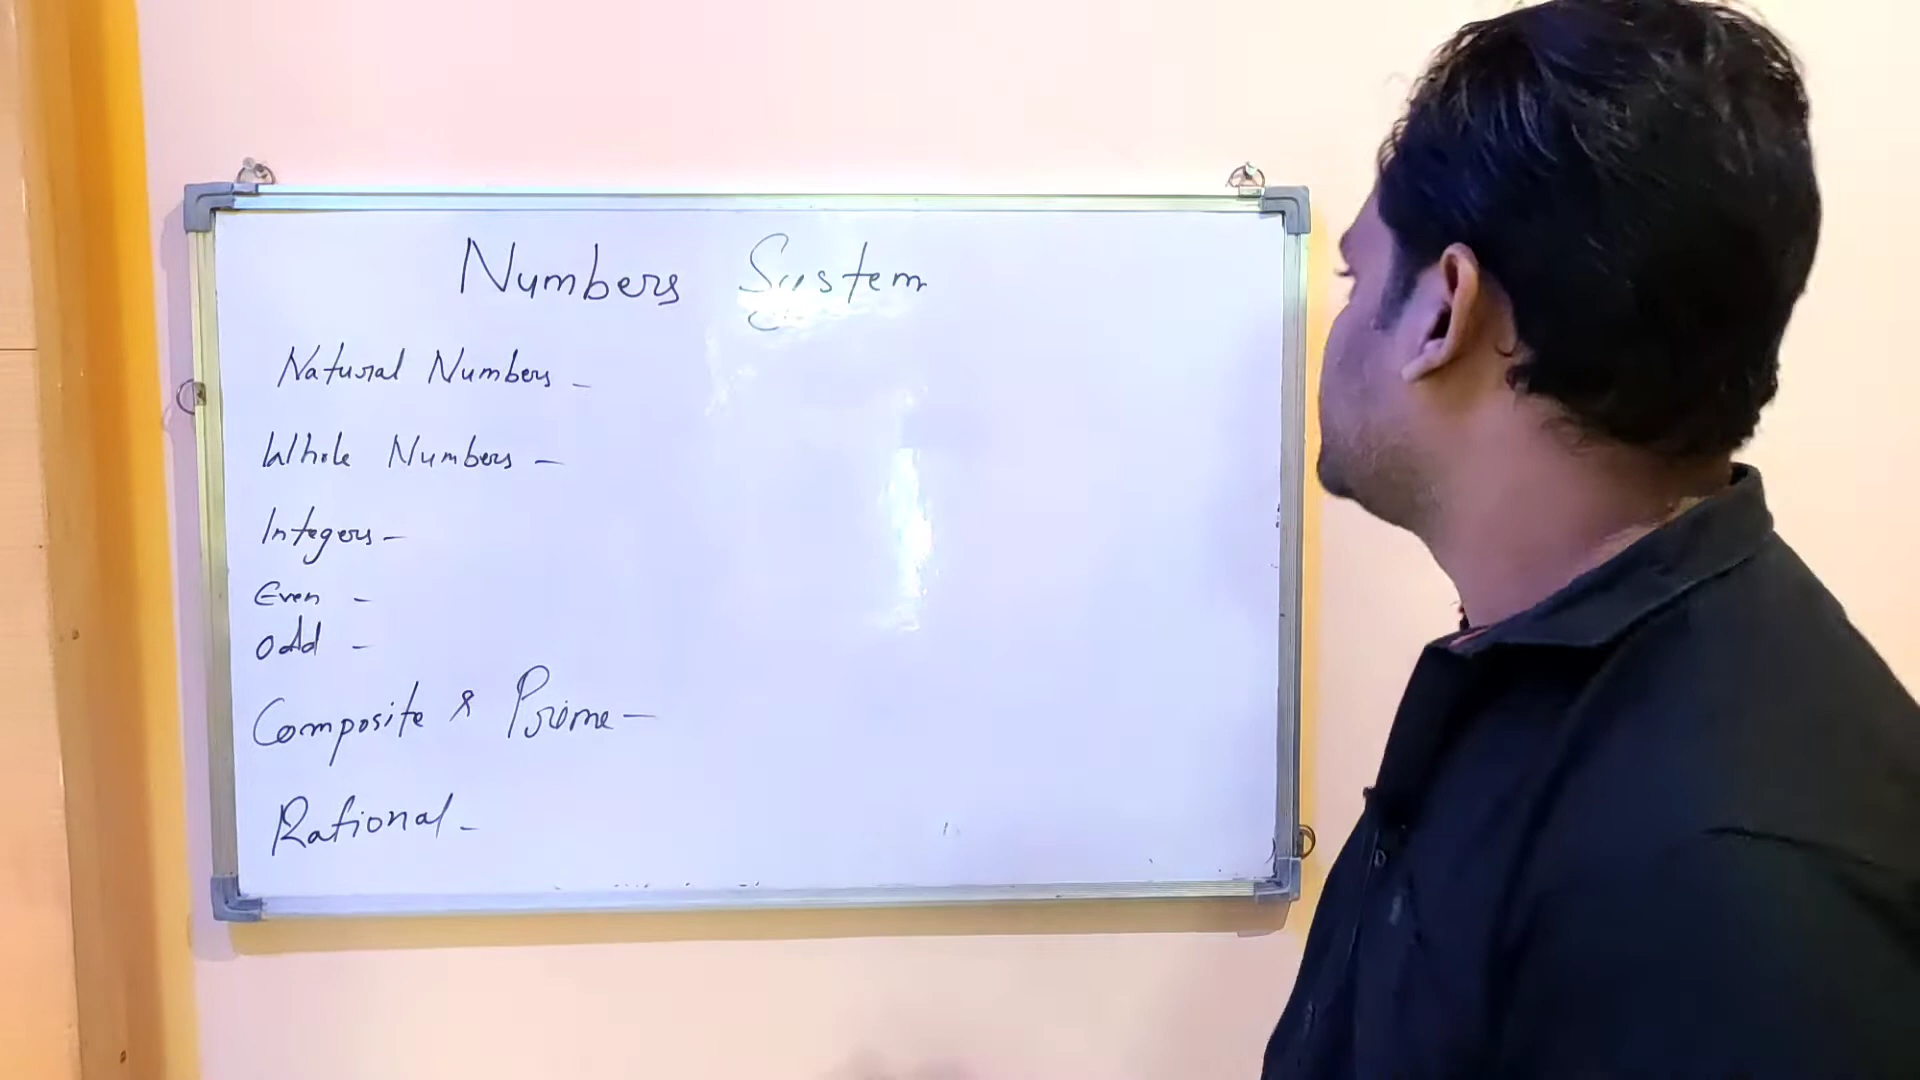 Numbers System
Natural Numbers -
Whole Numbers -
Integers -
Even -
Odd -
Composite & Prime -
Rational -